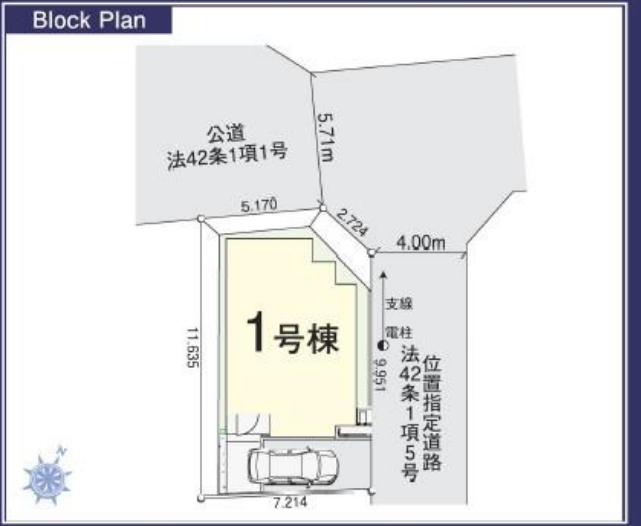 Block Plan
公道
法42条1項1号
5.71m
5.170
2.724
4.00m
支線
電柱
11.635
1号棟
9.951
位置指定道路
法42条1項5号
7.214
N